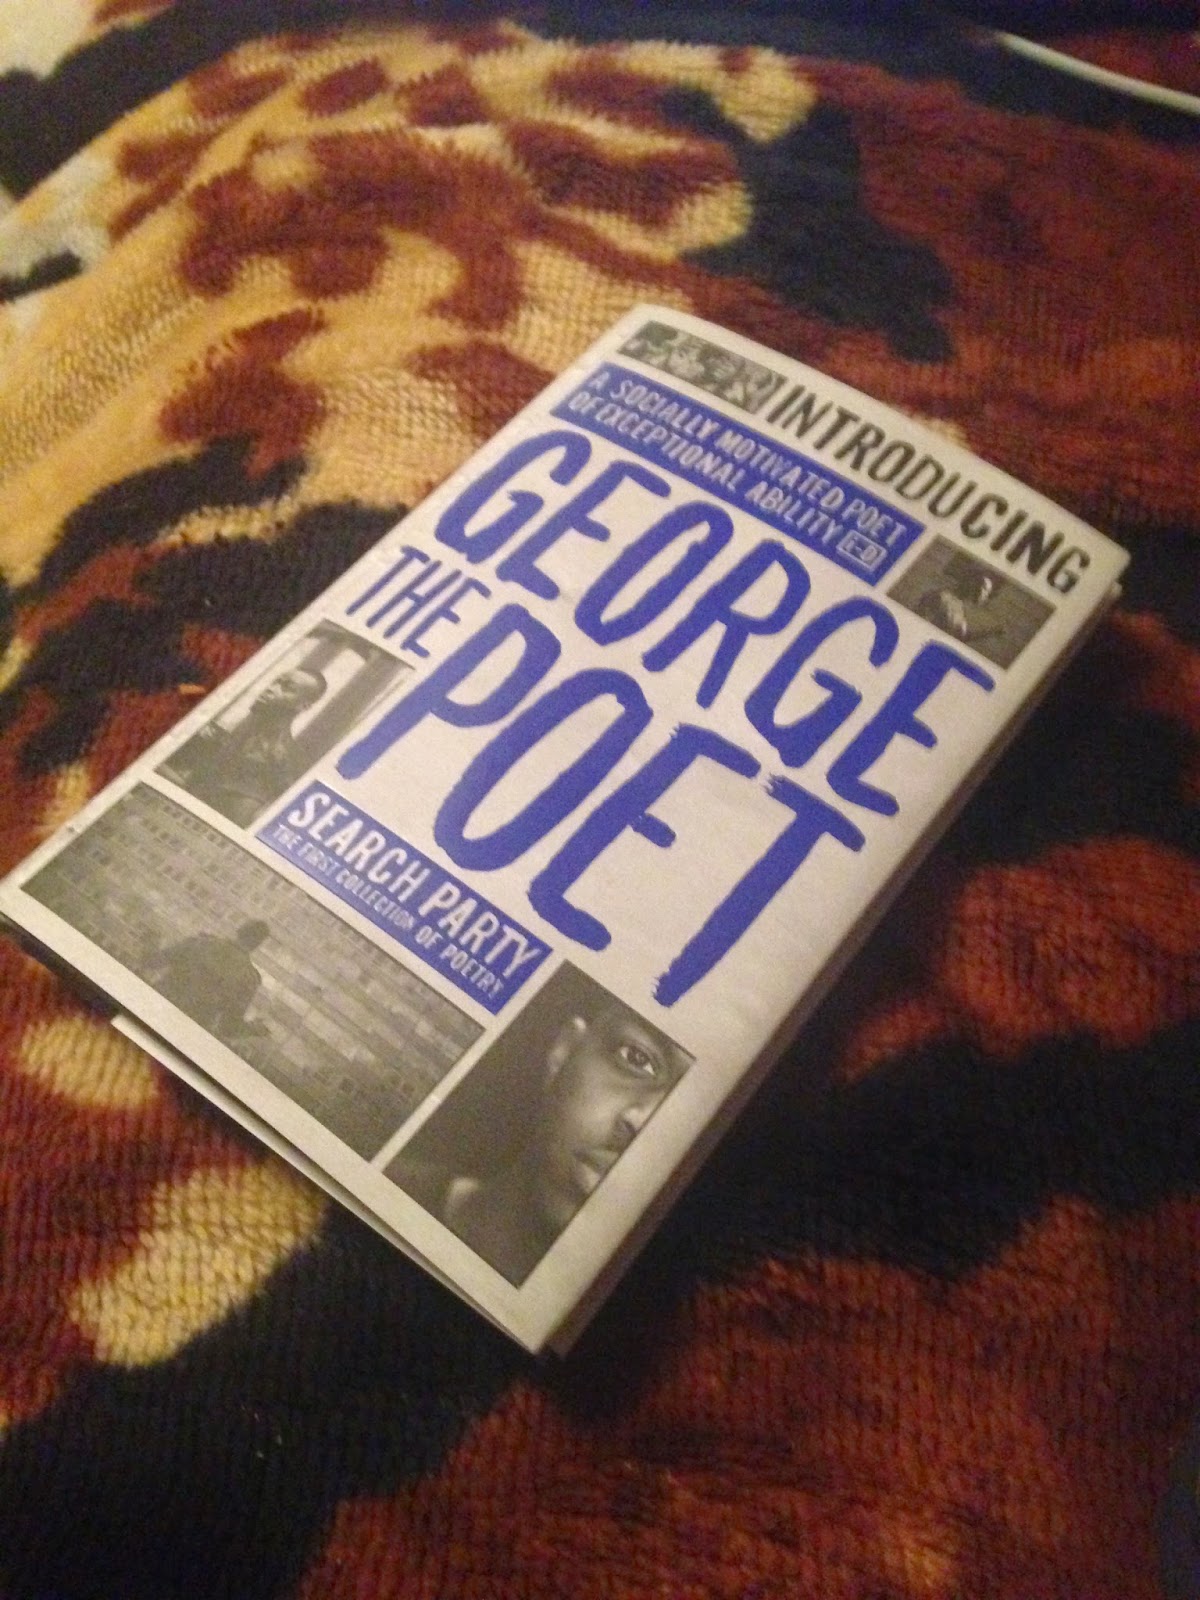 INTRODUCING
A SOCIALLY MOTIVATED POET
OF EXCEPTIONAL ABILITY E-D
GEORGE
THE
POET
SEARCH PARTY
THE FIRST COLLECTION OF POETRY